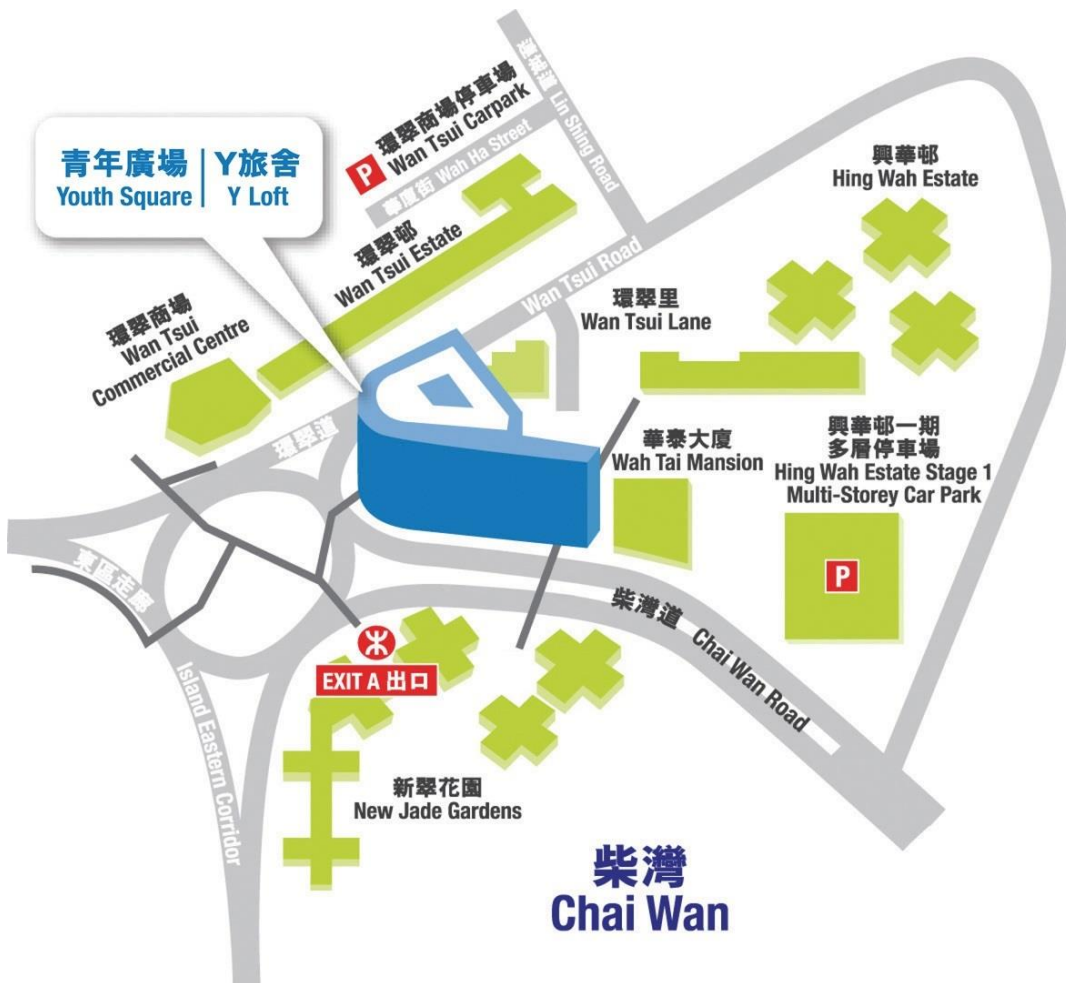 連城道 Lin Shing Road
P
環翠商場停車場
Wan Tsui Carpark
華廈街 Wah Ha Street
青年廣場 | Y旅舍
Youth Square | Y Loft
興華邨
Hing Wah Estate
環翠邨
Wan Tsui Estate
Wan Tsui Road
環翠里
Wan Tsui Lane
環翠商場
Wan Tsui
Commercial Centre
環翠道
華泰大廈
Wah Tai Mansion
興華邨一期
多層停車場
Hing Wah Estate Stage 1
Multi-Storey Car Park
P
東區走廊
Island Eastern Corridor
柴灣道 Chai Wan Road
EXIT A 出口
新翠花園
New Jade Gardens
柴灣
Chai Wan